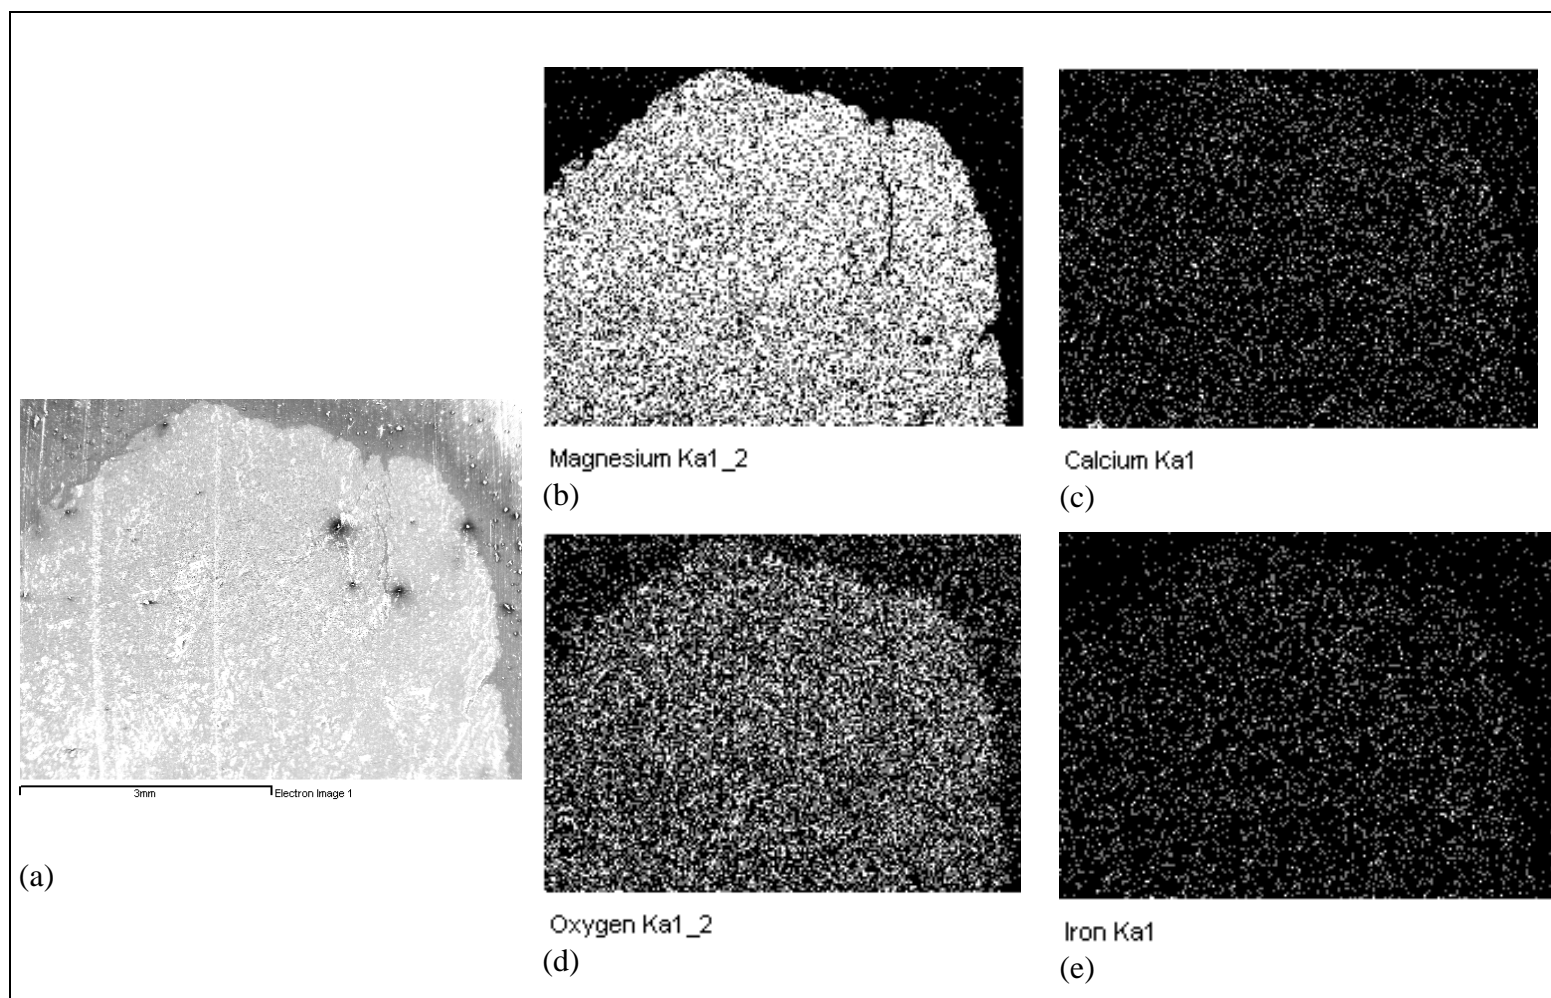 Magnesium Ka1_2
(b)
Calcium Ka1
(c)
3mm
Electron Image 1
(a)
Oxygen Ka1_2
(d)
Iron Ka1
(e)